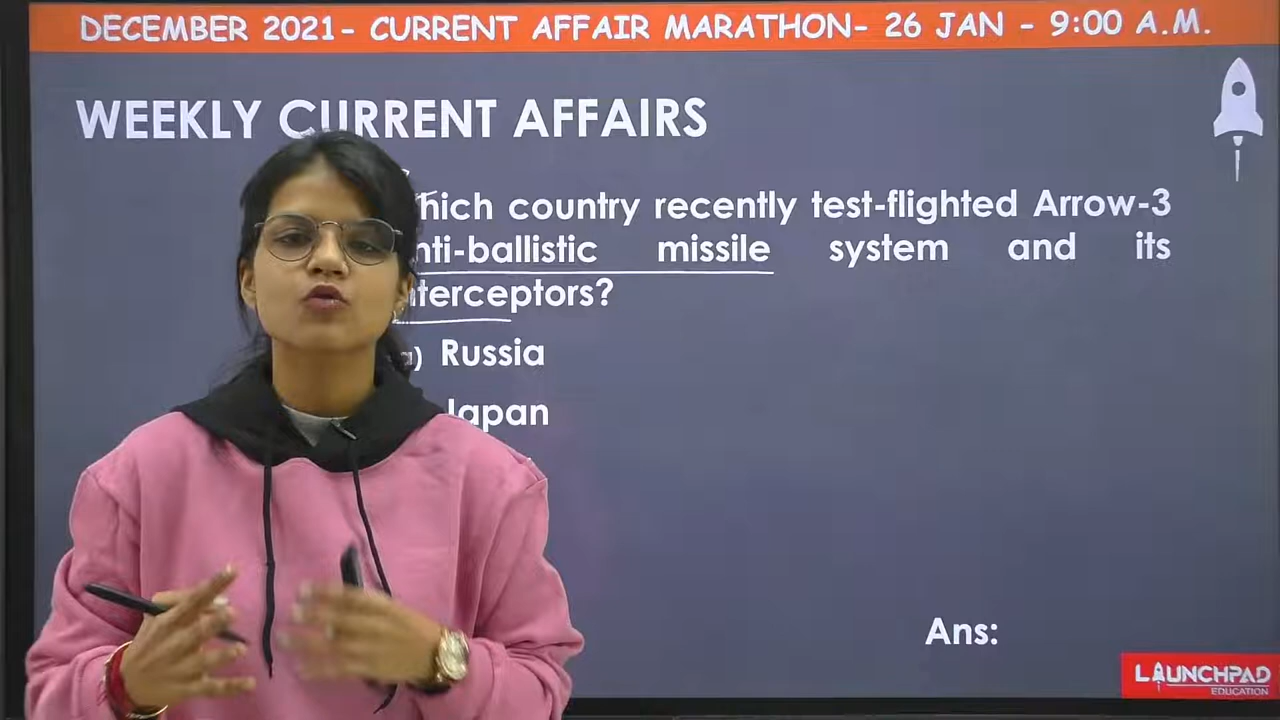 DECEMBER 2021- CURRENT AFFAIR MARATHON- 26 JAN - 9:00 A.M.
WEEKLY CURRENT AFFAIRS
hich country recently test-flighted Arrow-3
nti-ballistic missile system and its
nterceptors?
a) Russia
Japan
Ans:
LAUNCHPAD
EDUCATION